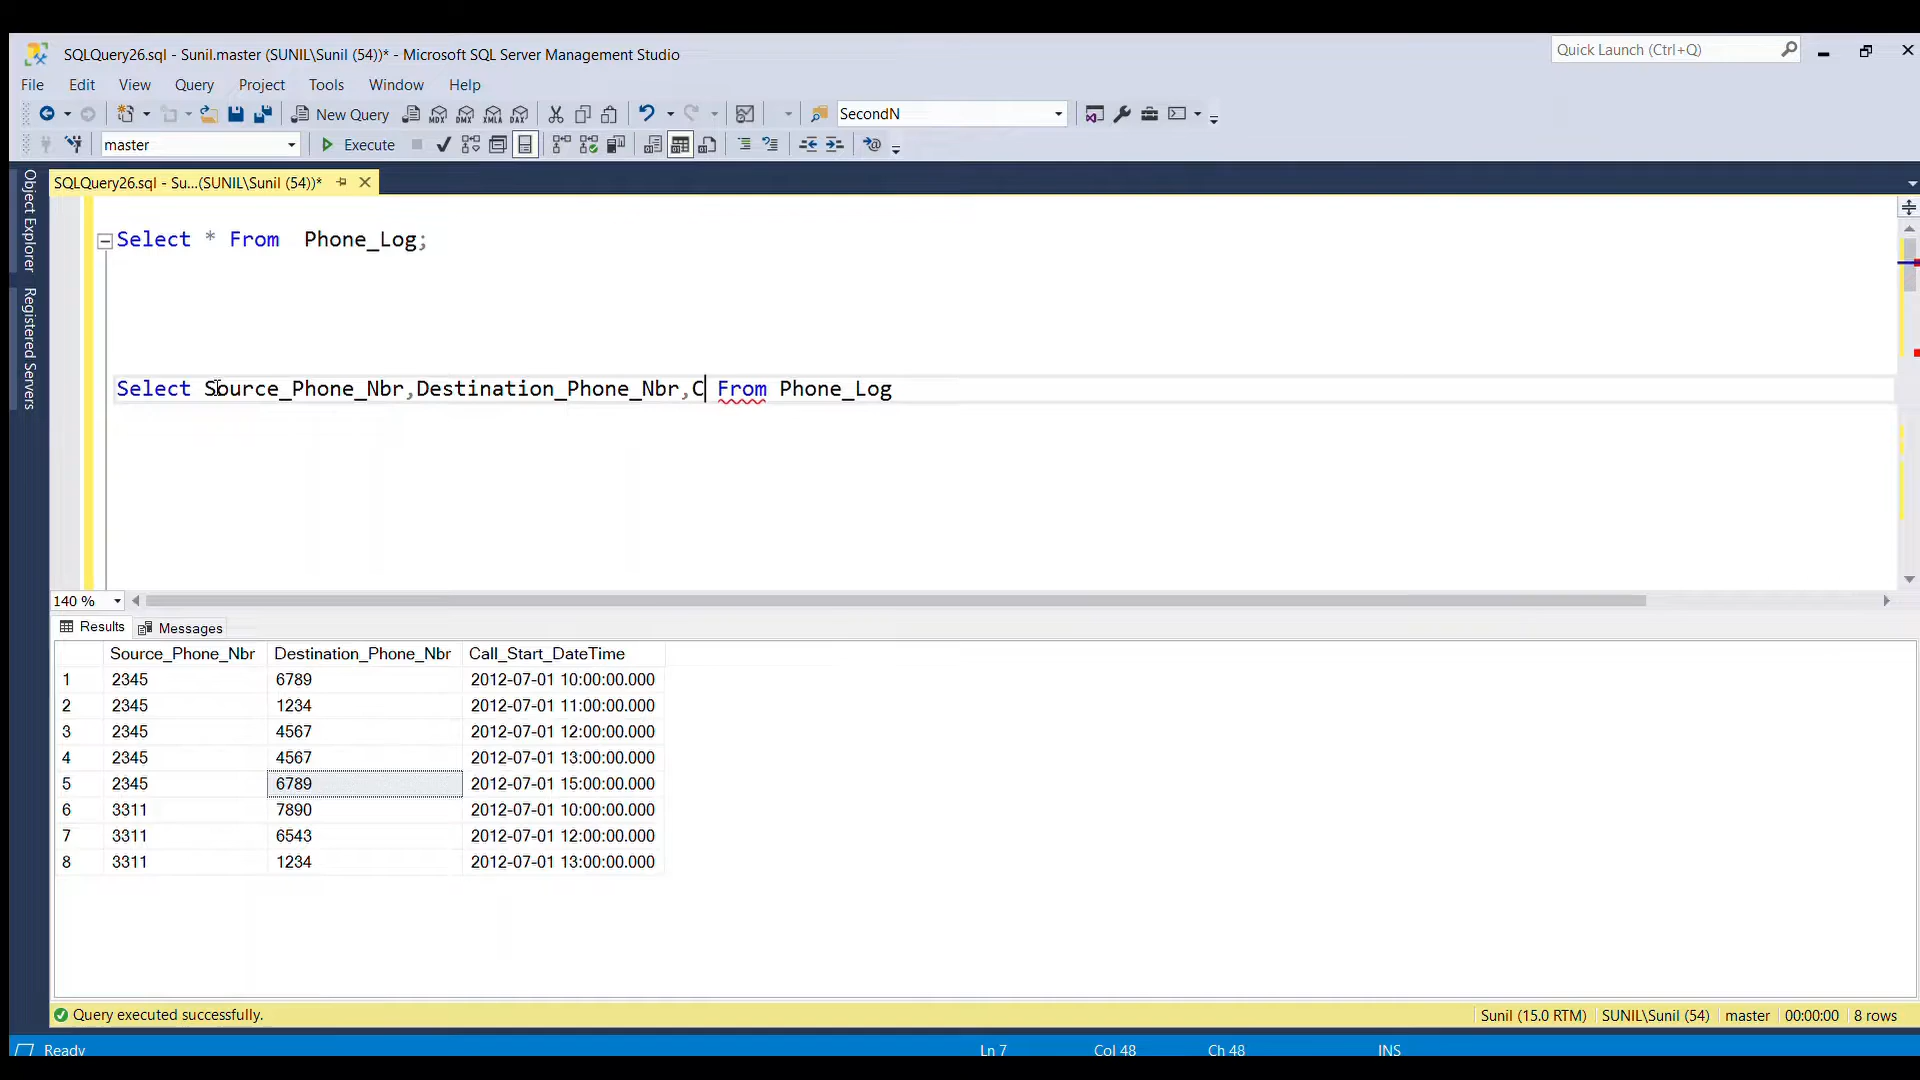 SQLQuery26.sql - Sunil.master (SUNIL\Sunil (54))* - Microsoft SQL Server Management Studio
Quick Launch (Ctrl+Q)
File Edit View Query Project Tools Window Help
New Query MDX DMX XMLA DAX SecondN
master Execute
SQLQuery26.sql - Su...(SUNIL\Sunil (54))*
Object Explorer
Registered Servers
Select * From  Phone_Log;
Select Source_Phone_Nbr,Destination_Phone_Nbr,C From Phone_Log
140 %
Results Messages
Source_Phone_Nbr Destination_Phone_Nbr Call_Start_DateTime
1 2345 6789 2012-07-01 10:00:00.000
2 2345 1234 2012-07-01 11:00:00.000
3 2345 4567 2012-07-01 12:00:00.000
4 2345 4567 2012-07-01 13:00:00.000
5 2345 6789 2012-07-01 15:00:00.000
6 3311 7890 2012-07-01 10:00:00.000
7 3311 6543 2012-07-01 12:00:00.000
8 3311 1234 2012-07-01 13:00:00.000
Query executed successfully. Sunil (15.0 RTM) SUNIL\Sunil (54) master 00:00:00 8 rows
Ready Ln 7 Col 48 Ch 48 INS